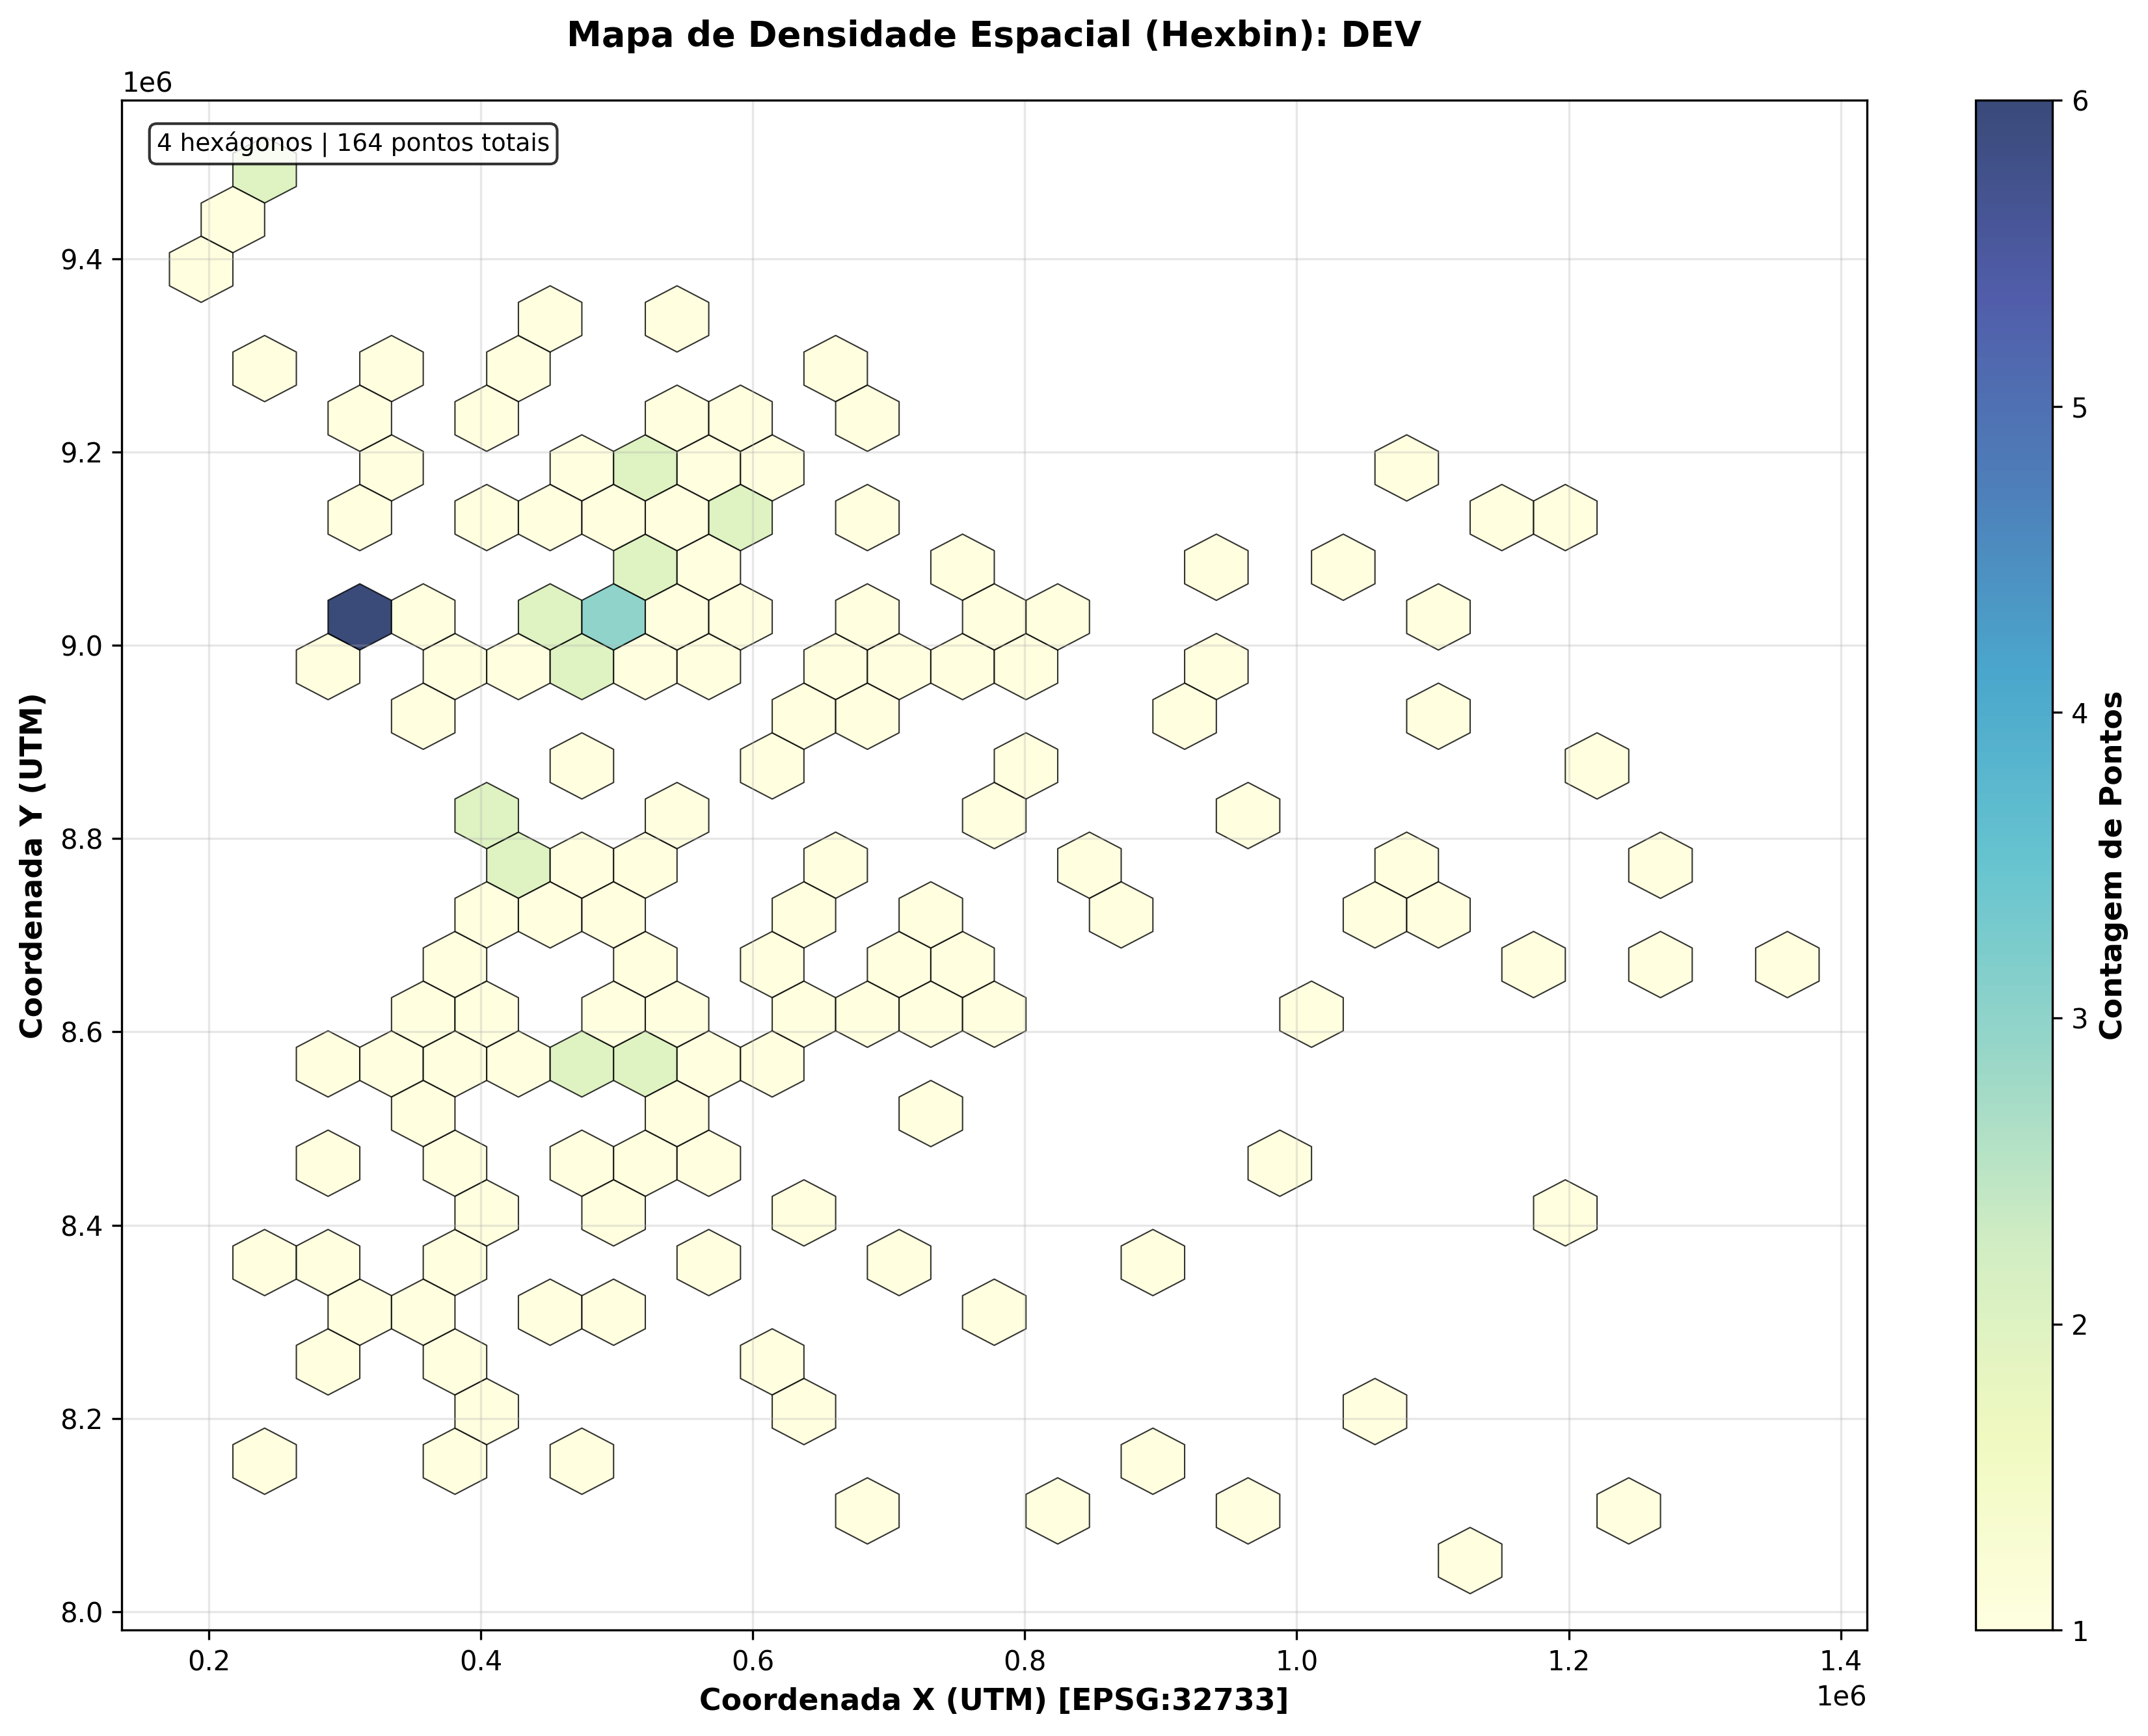 Mapa de Densidade Espacial (Hexbin): DEV
1e6
4 hexágonos | 164 pontos totais
9.4
9.2
9.0
8.8
8.6
8.4
8.2
8.0
Coordenada Y (UTM)
0.2 0.4 0.6 0.8 1.0 1.2 1.4
1e6
Coordenada X (UTM) [EPSG:32733]
6
5
4
3
2
1
Contagem de Pontos